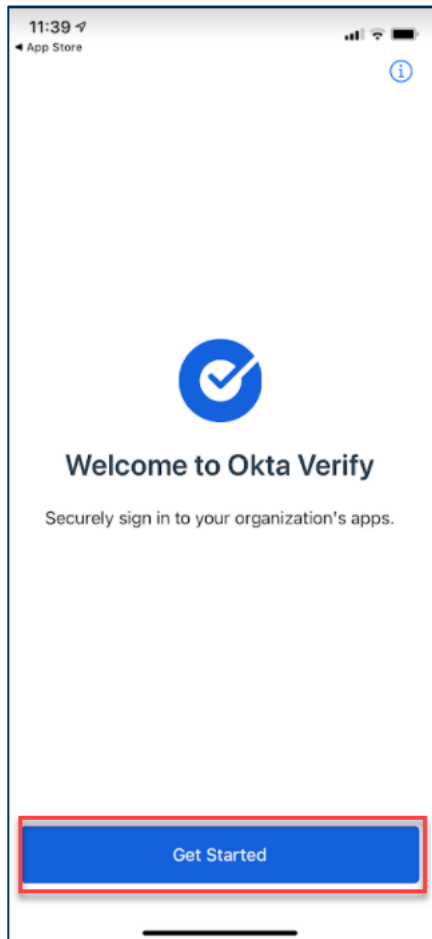 11:39
◀ App Store
Welcome to Okta Verify
Securely sign in to your organization's apps.
Get Started